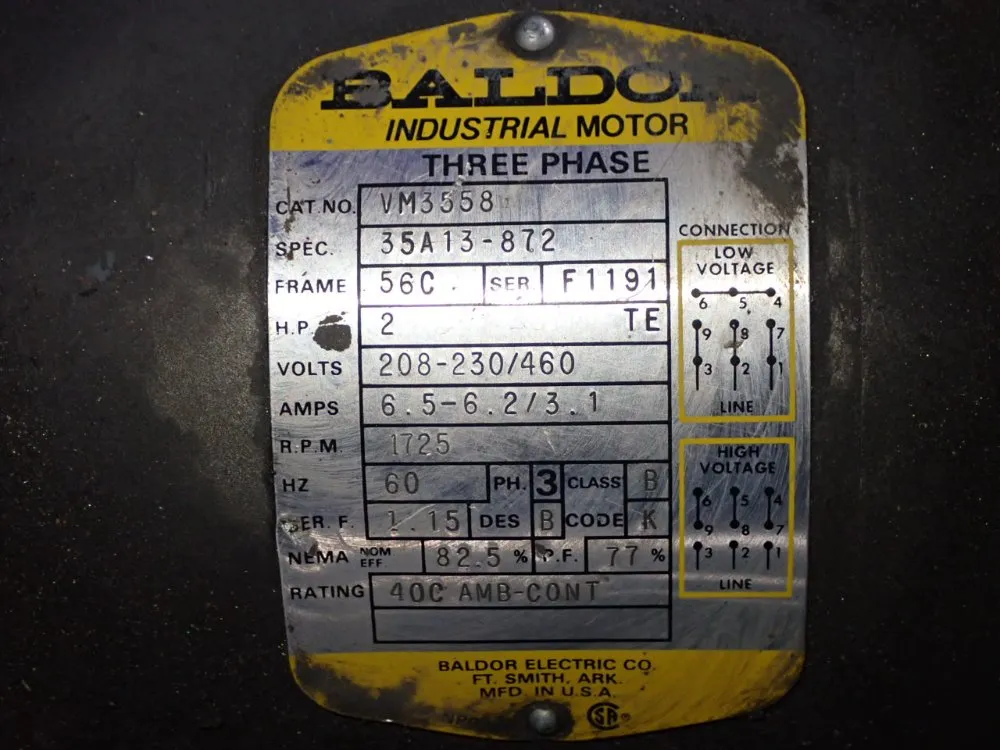 BALDOR
INDUSTRIAL MOTOR
THREE PHASE
CAT.NO. VM3558
SPEC. 35A13-872
FRAME 56C SER. F1191
H.P. 2 TE
VOLTS 208-230/460
AMPS 6.5-6.2/3.1
R.P.M. 1725
HZ 60 PH. 3 CLASS B
SER. F. 1.15 DES B CODE K
NEMA NOM EFF. 82.5 % P.F. 77 %
RATING 40C AMB-CONT
CONNECTION
LOW
VOLTAGE
6 5 4
9 8 7
3 2 1
LINE
HIGH
VOLTAGE
6 5 4
9 8 7
3 2 1
LINE
BALDOR ELECTRIC CO.
FT. SMITH, ARK.
MFD. IN U.S.A.
SA ®